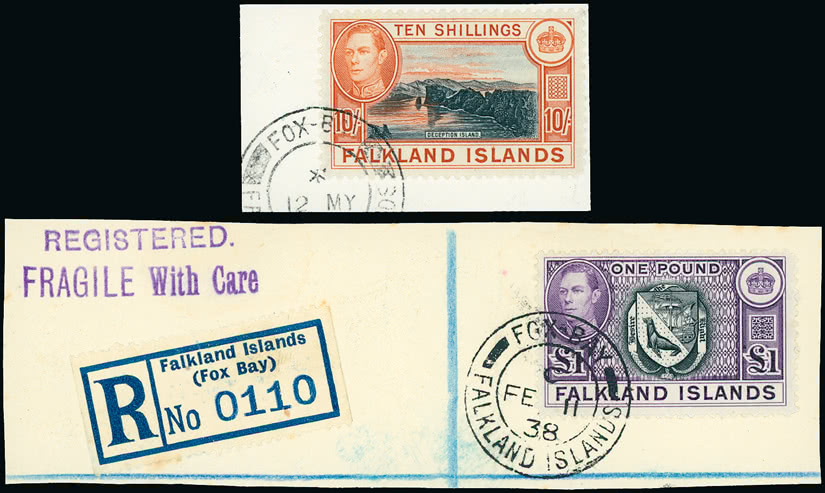 TEN SHILLINGS
10/- 10/-
DECEPTION ISLAND
FALKLAND ISLANDS
FOX-BAY
*
12 MY
REGISTERED.
FRAGILE With Care
R
Falkland Islands
(Fox Bay)
No 0110
ONE POUND
£1 £1
FALKLAND ISLANDS
FOX-BAY
C
FE 11
38
FALKLAND ISLANDS